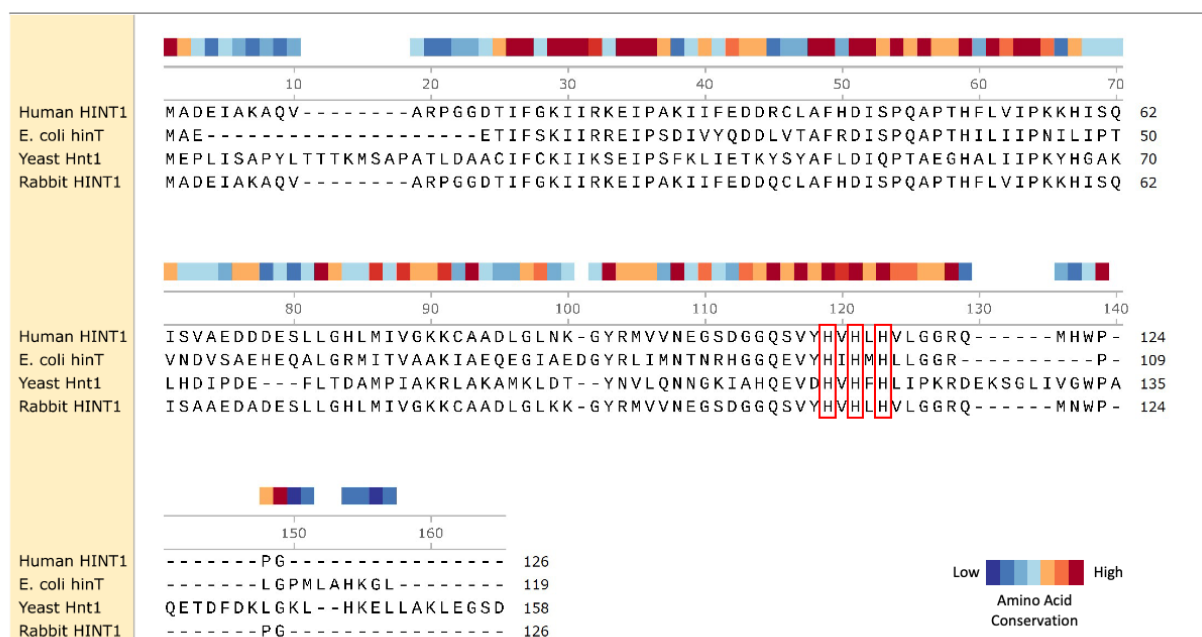 10 20 30 40 50 60 70
Human HINT1 MADEIAKAQV--------ARPGGDTIFGKIIRKEIPAKIIFEDDRCLAFHDISPQAPTHFLVIPKKHISQ 62
E. coli hinT MAE--------------------ETIFSKIIRREIPSDIVYQDDLVTAFRDISPQAPTHILIIPNILIPT 50
Yeast Hnt1 MEPLISAPYLTTTKMSAPATLDAACIFCKIIKSEIPSFKLIETKYSYAFLDIQPTAEGHALIIPKYHGAK 70
Rabbit HINT1 MADEIAKAQV--------ARPGGDTIFGKIIRKEIPAKIIFEDDQCLAFHDISPQAPTHFLVIPKKHISQ 62
80 90 100 110 120 130 140
Human HINT1 ISVAEDDDESLLGHLMIVGKKCAADLGLNK-GYRMVVNEGSDGGQSVYHVHLHVLGGRQ------MHWP- 124
E. coli hinT VNDVSAEHEQALGRMITVAAKIAEQEGIAEDGYRLIMNTNRHGGQSVYHIHMHLLGGR----------P- 109
Yeast Hnt1 LHDIPDE---FLTDAMPIAKRLAKAMKLDT--YNVLQNNGKIAHQEVDHVHFHLIPKRDEKSGLIVGWPA 135
Rabbit HINT1 ISAAEDADESLLGHLMIVGKKCAADLGLKK-GYRMVVNEGSDGGQSVYHVHLHVLGGRQ------MNWP- 124
150 160
Human HINT1 -------PG---------------- 126
E. coli hinT -------LGPMLAHKGL-------- 119
Yeast Hnt1 QETDFDKLGKL--HKELLAKLEGSD 158
Rabbit HINT1 -------PG---------------- 126
Low High
Amino Acid
Conservation